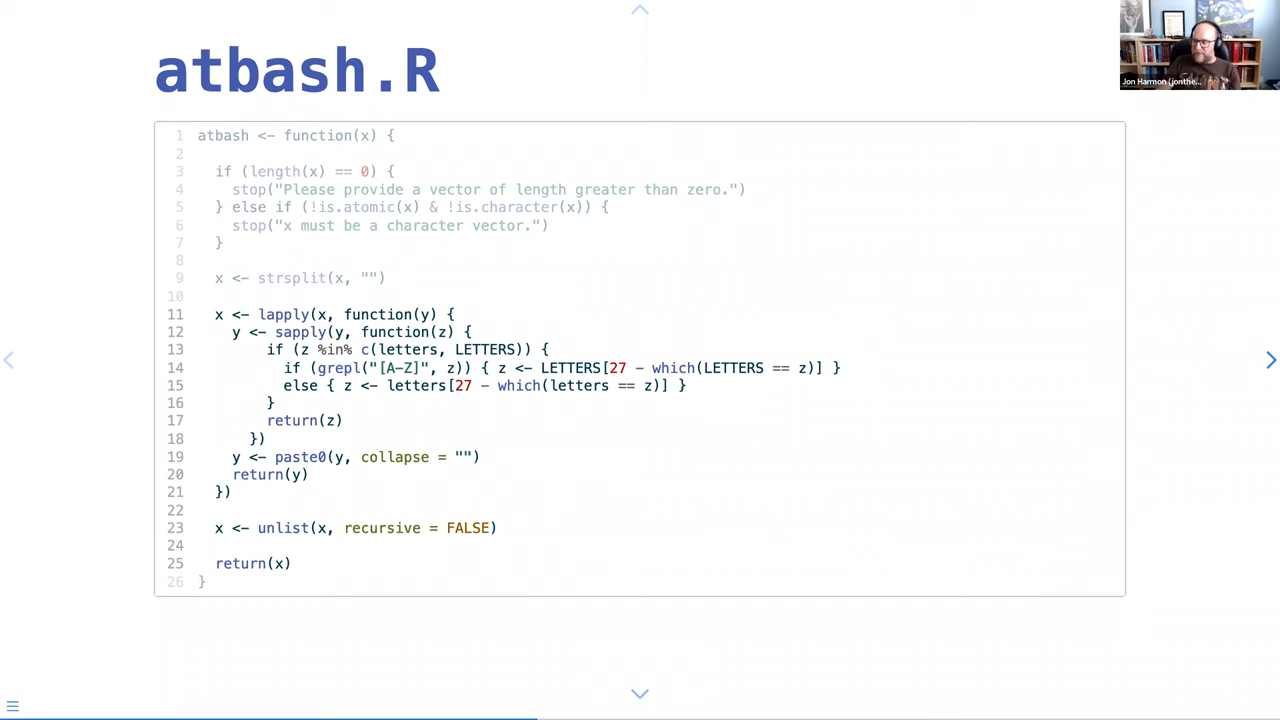 atbash.R
Jon Harmon (jonthe...
1 atbash <- function(x) {
2
3 if (length(x) == 0) {
4 stop("Please provide a vector of length greater than zero.")
5 } else if (!is.atomic(x) & !is.character(x)) {
6 stop("x must be a character vector.")
7 }
8
9 x <- strsplit(x, "")
10
11 x <- lapply(x, function(y) {
12 y <- sapply(y, function(z) {
13 if (z %in% c(letters, LETTERS)) {
14 if (grepl("[A-Z]", z)) { z <- LETTERS[27 - which(LETTERS == z)] }
15 else { z <- letters[27 - which(letters == z)] }
16 }
17 return(z)
18 })
19 y <- paste0(y, collapse = "")
20 return(y)
21 })
22
23 x <- unlist(x, recursive = FALSE)
24
25 return(x)
26 }